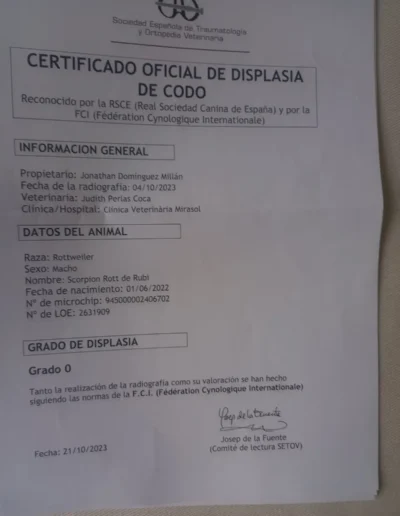 Sociedad Española de Traumatología
y Ortopedia Veterinaria
CERTIFICADO OFICIAL DE DISPLASIA
DE CODO
Reconocido por la RSCE (Real Sociedad Canina de España) y por la
FCI (Fédération Cynologique Internationale)
INFORMACIÓN GENERAL
Propietario: Jonathan Domínguez Milián
Fecha de la radiografía: 04/10/2023
Veterinaria: Judith Perlas Coca
Clínica/Hospital: Clínica Veterinària Mirasol
DATOS DEL ANIMAL
Raza: Rottweiler
Sexo: Macho
Nombre: Scorpion Rott de Rubi
Fecha de nacimiento: 01/06/2022
Nº de microchip: 945000002406702
Nº de LOE: 2631909
GRADO DE DISPLASIA
Grado 0
Tanto la realización de la radiografía como su valoración se han hecho
siguiendo las normas de la F.C.I. (Fédération Cynologique Internationale)
Josep de la Fuente
(Comité de lectura SETOV)
Fecha: 21/10/2023